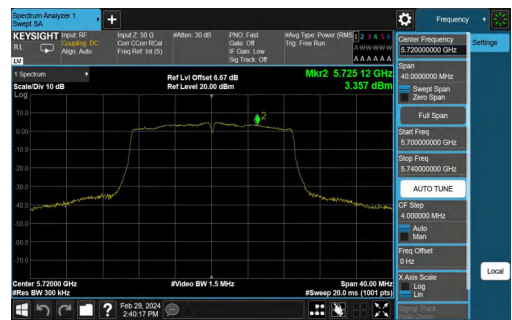 Spectrum Analyzer 1
Swept SA
Frequency
KEYSIGHT
RL
Input: RF
Coupling: DC
Align: Auto
Input Z: 50 Ω
Corr CCorr RCal
Freq Ref: Int (S)
#Atten: 30 dB
PNO: Fast
Gate: Off
IF Gain: Low
Sig Track: Off
#Avg Type: Power (RMS)
Trig: Free Run
1 2 3 4 5 6
A W W W W W
A A A A A A
LV
1 Spectrum
Scale/Div 10 dB
Log
Ref Lvl Offset 6.67 dB
Ref Level 20.00 dBm
Mkr2 5.725 12 GHz
3.357 dBm
10.0
0.00
-10.0
-20.0
-30.0
-40.0
-50.0
-60.0
-70.0
2
Center 5.72000 GHz
#Res BW 300 kHz
#Video BW 1.5 MHz
Span 40.00 MHz
#Sweep 20.0 ms (1001 pts)
Feb 29, 2024
2:40:17 PM
Center Frequency
5.720000000 GHz
Settings
Span
40.0000000 MHz
Swept Span
Zero Span
Full Span
Start Freq
5.700000000 GHz
Stop Freq
5.740000000 GHz
AUTO TUNE
CF Step
4.000000 MHz
Auto
Man
Freq Offset
0 Hz
X Axis Scale
Log
Lin
Local
Signal Track